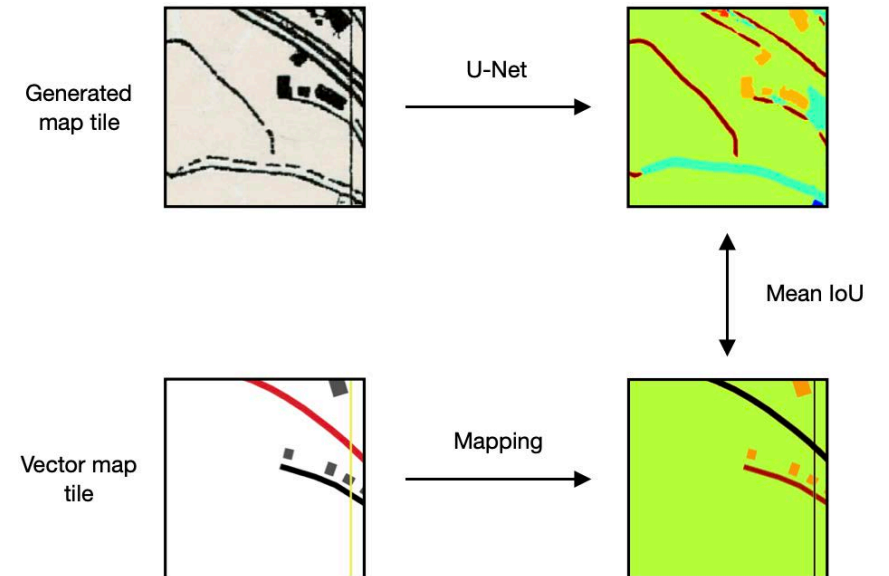 Generated
map tile
U-Net
Mean IoU
Vector map
tile
Mapping